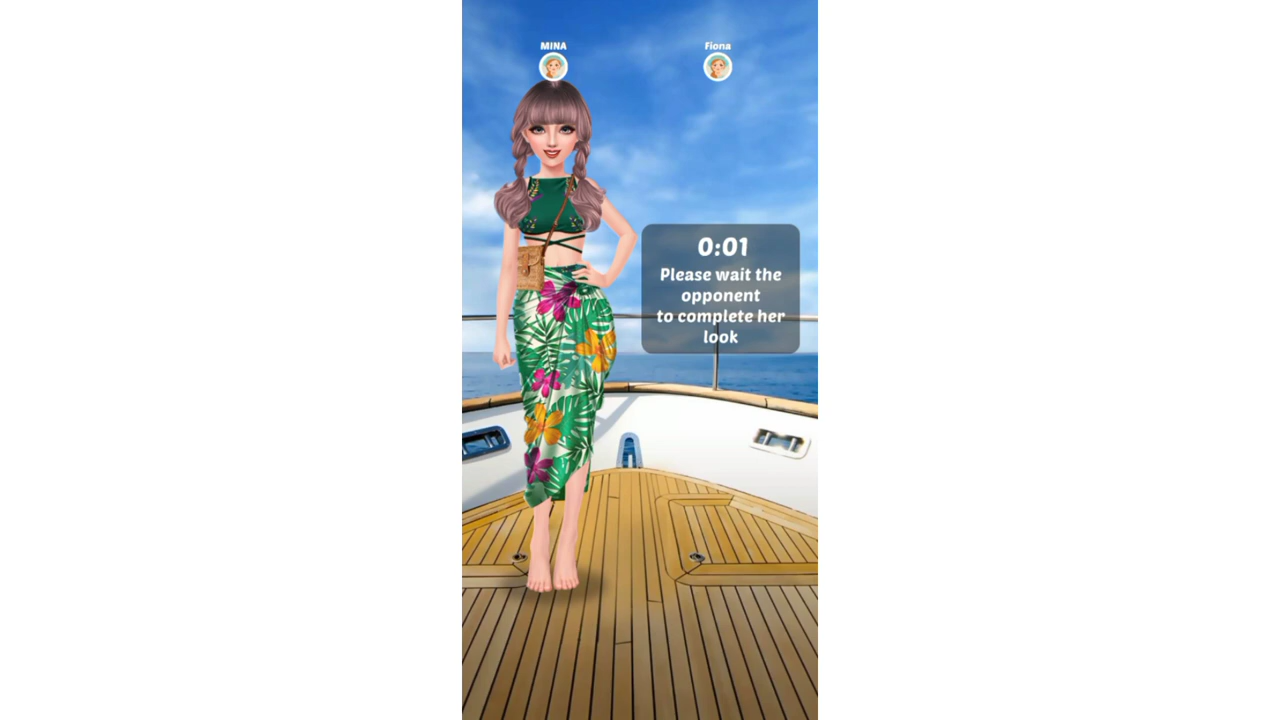 MINA
Fiona
0:01
Please wait the
opponent
to complete her
look